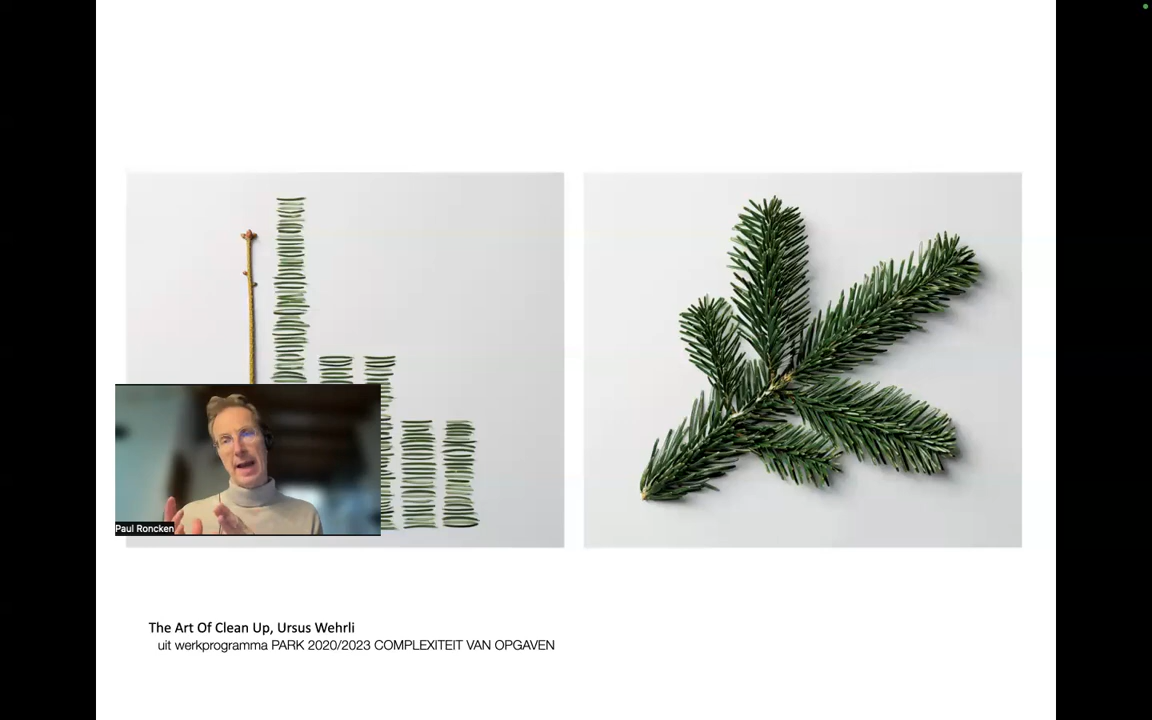 Paul Roncken
The Art Of Clean Up, Ursus Wehrli
uit werkprogramma PARK 2020/2023 COMPLEXITEIT VAN OPGAVEN